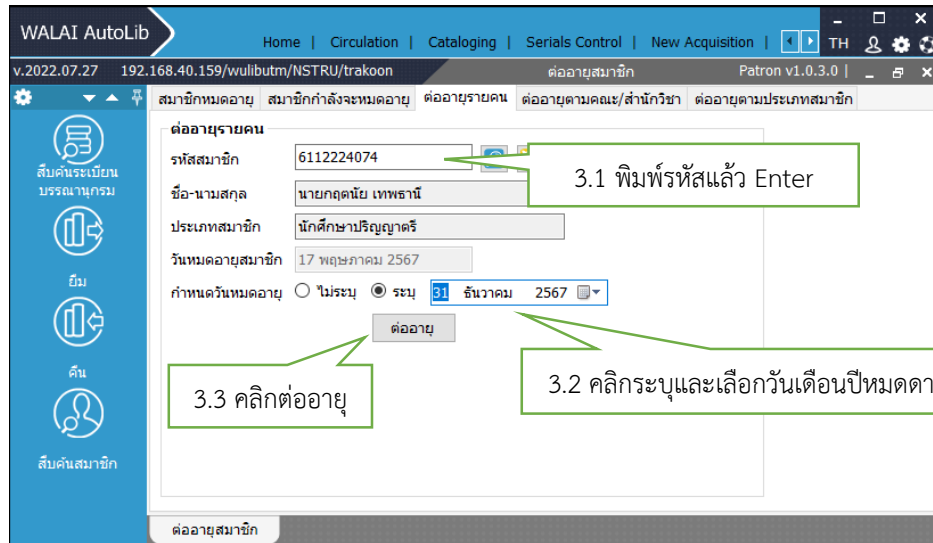 WALAI AutoLib
Home | Circulation | Cataloging | Serials Control | New Acquisition | TH
v.2022.07.27 192.168.40.159/wulibutm/NSTRU/trakoon ต่ออายุสมาชิก Patron v1.0.3.0 |
สมาชิกหมดอายุ สมาชิกกำลังจะหมดอายุ ต่ออายุรายคน ต่ออายุตามคณะ/สำนักวิชา ต่ออายุตามประเภทสมาชิก
สืบค้นระเบียน
บรรณานุกรม
ยืม
คืน
สืบค้นสมาชิก
ต่ออายุรายคน
รหัสสมาชิก 6112224074
3.1 พิมพ์รหัสแล้ว Enter
ชื่อ-นามสกุล นายกฤตนัย เทพธานี
ประเภทสมาชิก นักศึกษาปริญญาตรี
วันหมดอายุสมาชิก 17 พฤษภาคม 2567
กำหนดวันหมดอายุ ไม่ระบุ ระบุ 31 ธันวาคม 2567
ต่ออายุ
3.2 คลิกระบุและเลือกวันเดือนปีหมดดา
3.3 คลิกต่ออายุ
ต่ออายุสมาชิก